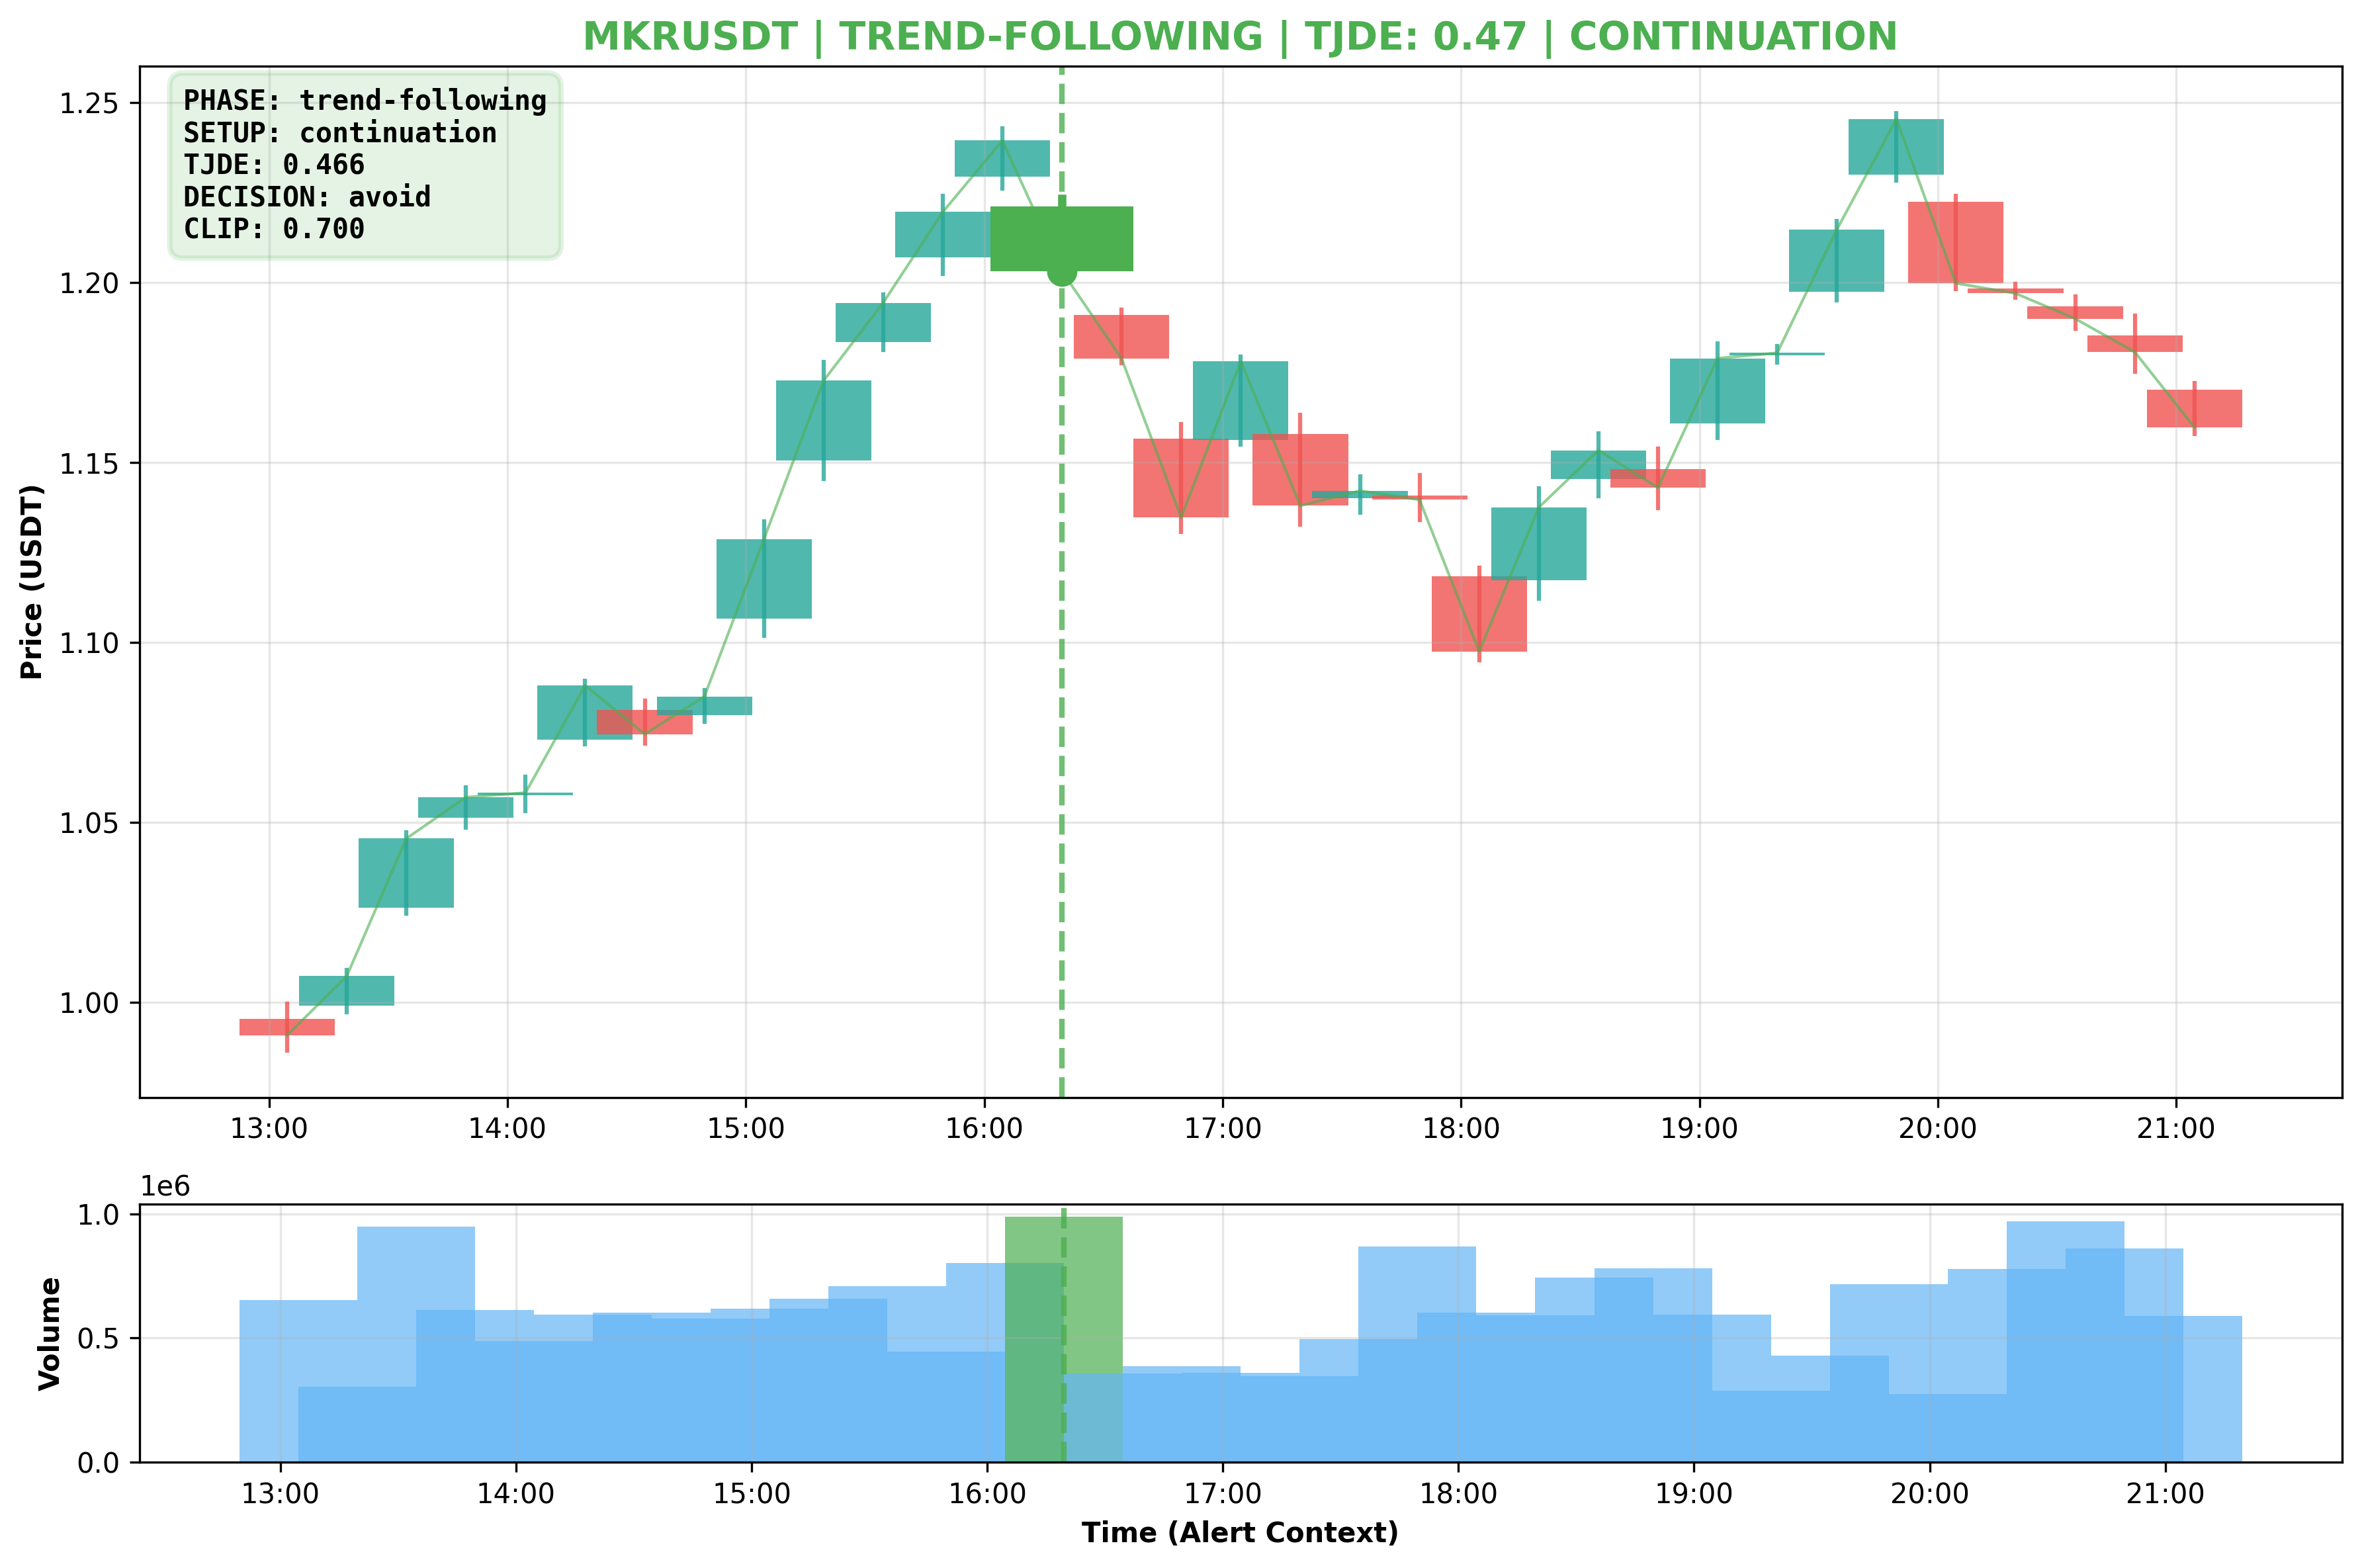 MKRUSDT | TREND-FOLLOWING | TJDE: 0.47 | CONTINUATION
PHASE: trend-following
SETUP: continuation
TJDE: 0.466
DECISION: avoid
CLIP: 0.700
Price (USDT)
1.25
1.20
1.15
1.10
1.05
1.00
13:00 14:00 15:00 16:00 17:00 18:00 19:00 20:00 21:00
1e6
Volume
1.0
0.5
0.0
13:00 14:00 15:00 16:00 17:00 18:00 19:00 20:00 21:00
Time (Alert Context)